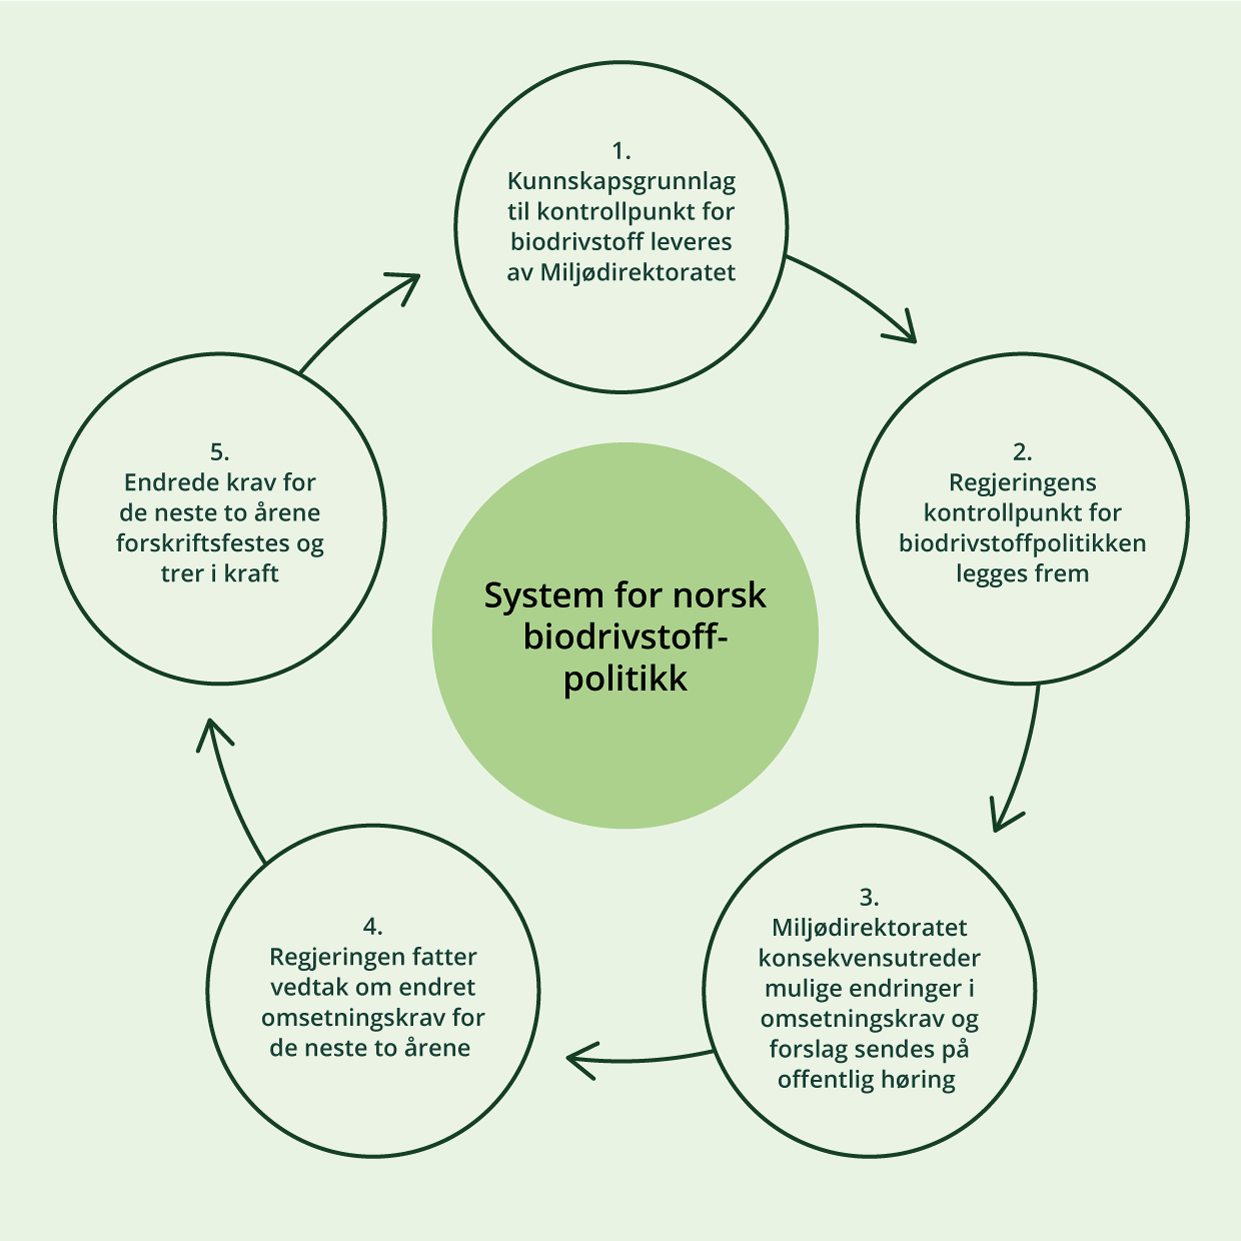 1.
Kunnskapsgrunnlag
til kontrollpunkt for
biodrivstoff leveres
av Miljødirektoratet
2.
Regjeringens
kontrollpunkt for
biodrivstoffpolitikken
legges frem
3.
Miljødirektoratet
konsekvensutreder
mulige endringer i
omsetningskrav og
forslag sendes på
offentlig høring
4.
Regjeringen fatter
vedtak om endret
omsetningskrav for
de neste to årene
5.
Endrede krav for
de neste to årene
forskriftsfestes og
trer i kraft
System for norsk
biodrivstoff-
politikk